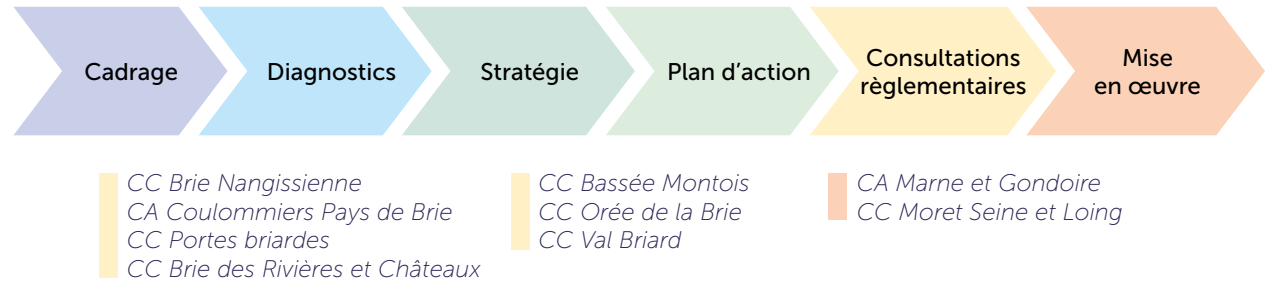 Cadrage
Diagnostics
Stratégie
Plan d’action
Consultations
règlementaires
Mise
en œuvre
CC Brie Nangissienne
CA Coulommiers Pays de Brie
CC Portes briardes
CC Brie des Rivières et Châteaux
CC Bassée Montois
CC Orée de la Brie
CC Val Briard
CA Marne et Gondoire
CC Moret Seine et Loing